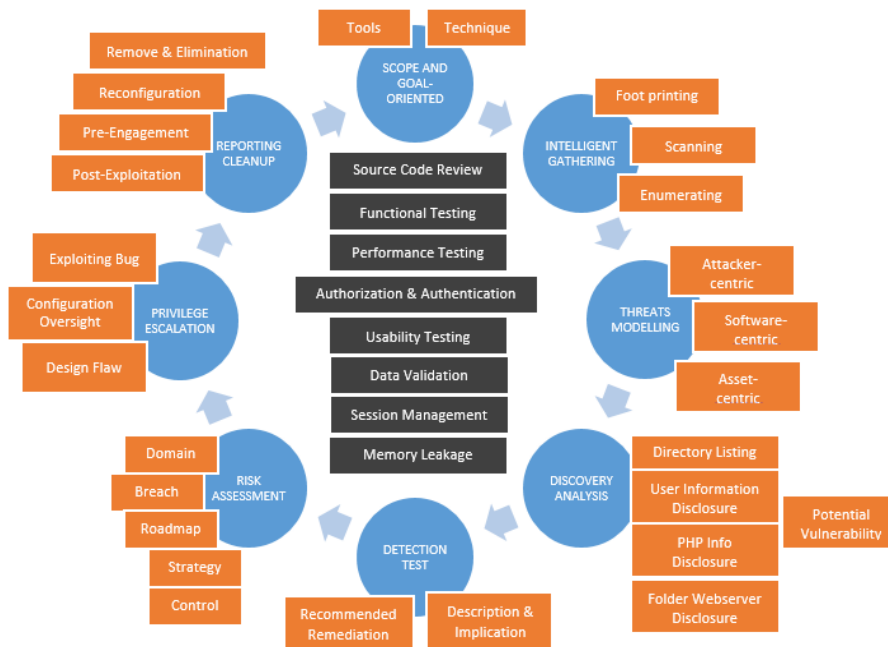 Tools
Technique
SCOPE AND
GOAL-
ORIENTED
Foot printing
Scanning
Enumerating
INTELLIGENT
GATHERING
Attacker-
centric
Software-
centric
Asset-
centric
THREATS
MODELLING
Directory Listing
User Information
Disclosure
PHP Info
Disclosure
Folder Webserver
Disclosure
Potential
Vulnerability
DISCOVERY
ANALYSIS
DETECTION
TEST
Recommended
Remediation
Description &
Implication
Domain
Breach
Roadmap
Strategy
Control
RISK
ASSESSMENT
Exploiting Bug
Configuration
Oversight
Design Flaw
PRIVILEGE
ESCALATION
Remove & Elimination
Reconfiguration
Pre-Engagement
Post-Exploitation
REPORTING
CLEANUP
Source Code Review
Functional Testing
Performance Testing
Authorization & Authentication
Usability Testing
Data Validation
Session Management
Memory Leakage